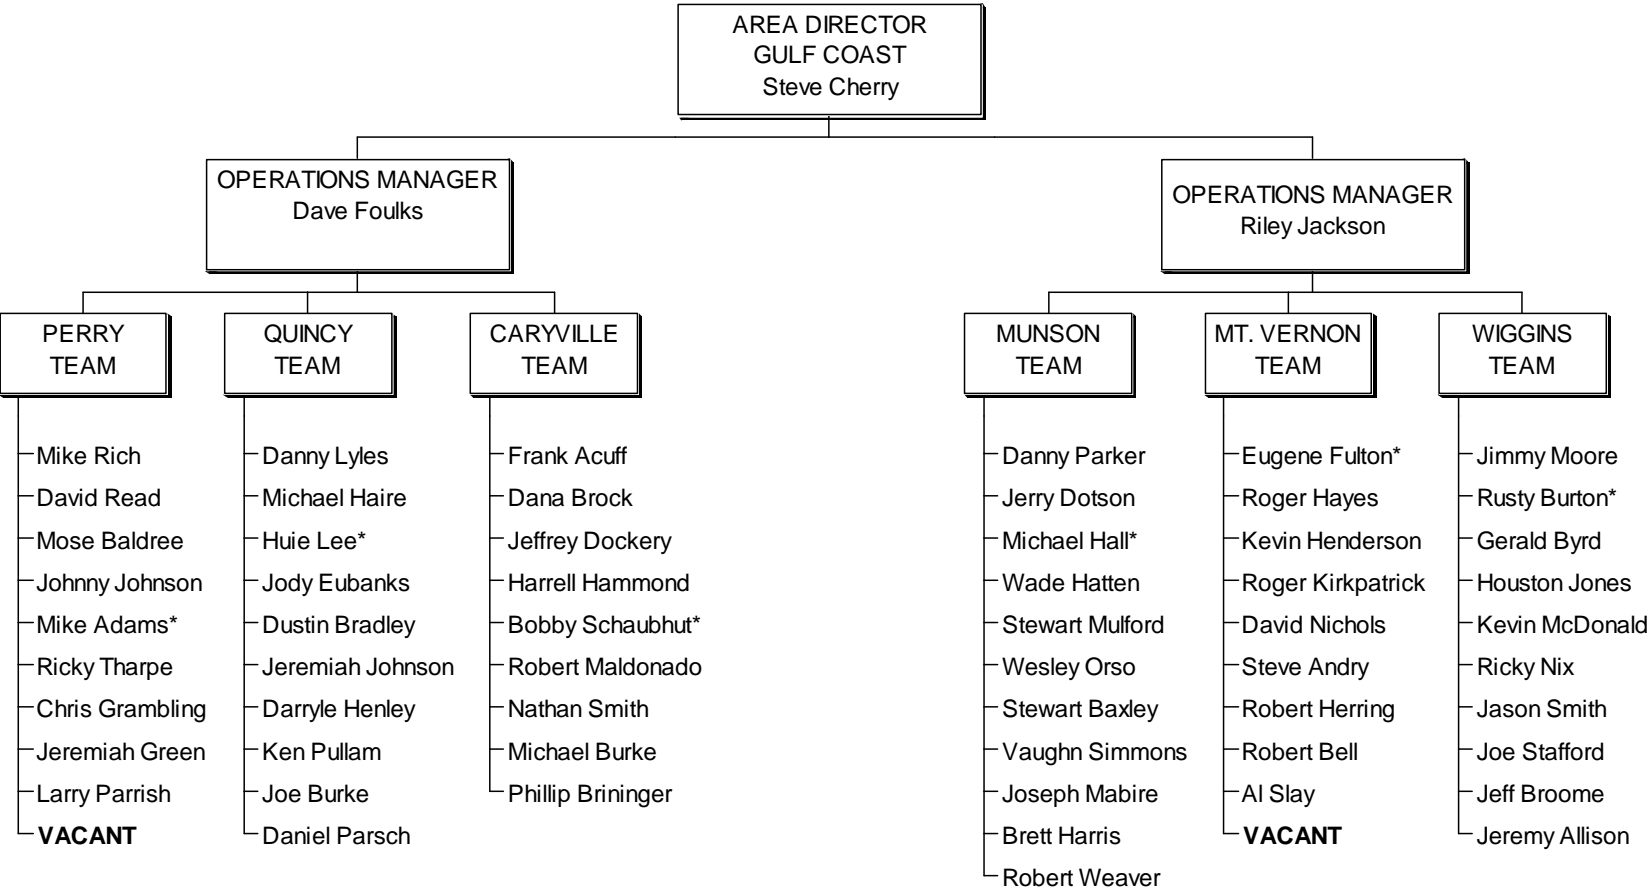 AREA DIRECTOR
GULF COAST
Steve Cherry
OPERATIONS MANAGER
Dave Foulks
OPERATIONS MANAGER
Riley Jackson
PERRY
TEAM
Mike Rich
David Read
Mose Baldree
Johnny Johnson
Mike Adams*
Ricky Tharpe
Chris Grambling
Jeremiah Green
Larry Parrish
VACANT
QUINCY
TEAM
Danny Lyles
Michael Haire
Huie Lee*
Jody Eubanks
Dustin Bradley
Jeremiah Johnson
Darryle Henley
Ken Pullam
Joe Burke
Daniel Parsch
CARYVILLE
TEAM
Frank Acuff
Dana Brock
Jeffrey Dockery
Harrell Hammond
Bobby Schaubhut*
Robert Maldonado
Nathan Smith
Michael Burke
Phillip Brininger
MUNSON
TEAM
Danny Parker
Jerry Dotson
Michael Hall*
Wade Hatten
Stewart Mulford
Wesley Orso
Stewart Baxley
Vaughn Simmons
Joseph Mabire
Brett Harris
Robert Weaver
MT. VERNON
TEAM
Eugene Fulton*
Roger Hayes
Kevin Henderson
Roger Kirkpatrick
David Nichols
Steve Andry
Robert Herring
Robert Bell
Al Slay
VACANT
WIGGINS
TEAM
Jimmy Moore
Rusty Burton*
Gerald Byrd
Houston Jones
Kevin McDonald
Ricky Nix
Jason Smith
Joe Stafford
Jeff Broome
Jeremy Allison